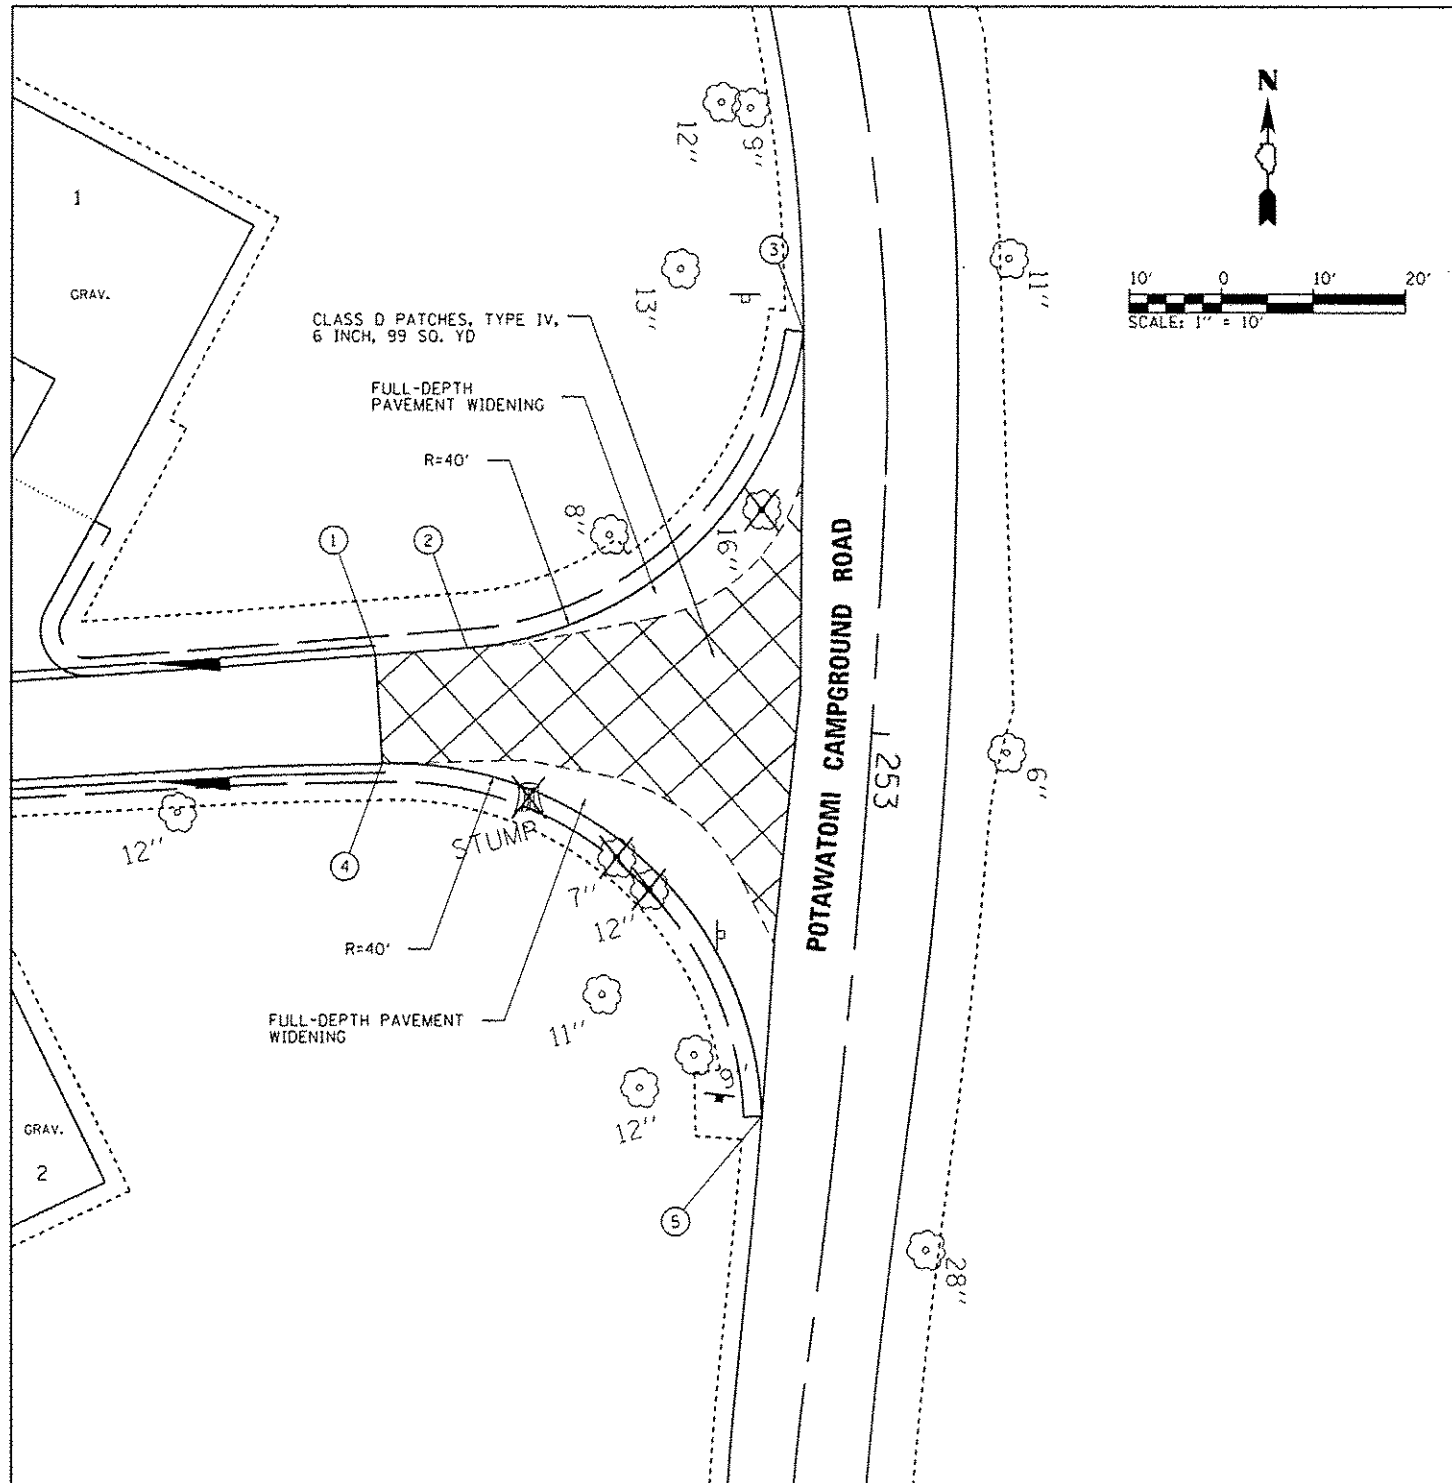 N
12"
9"
1
3
GRAV.
13"
11"
10' 0 10' 20'
SCALE: 1" = 10'
CLASS D PATCHES, TYPE IV,
6 INCH, 99 SQ. YD
FULL-DEPTH
PAVEMENT WIDENING
R=40'
8"
16"
1
2
POTAWATOMI CAMPGROUND ROAD
253
6"
12"
STUMP
4
7"
12"
R=40'
11"
FULL-DEPTH PAVEMENT
WIDENING
9"
12"
GRAV.
2
5
28"